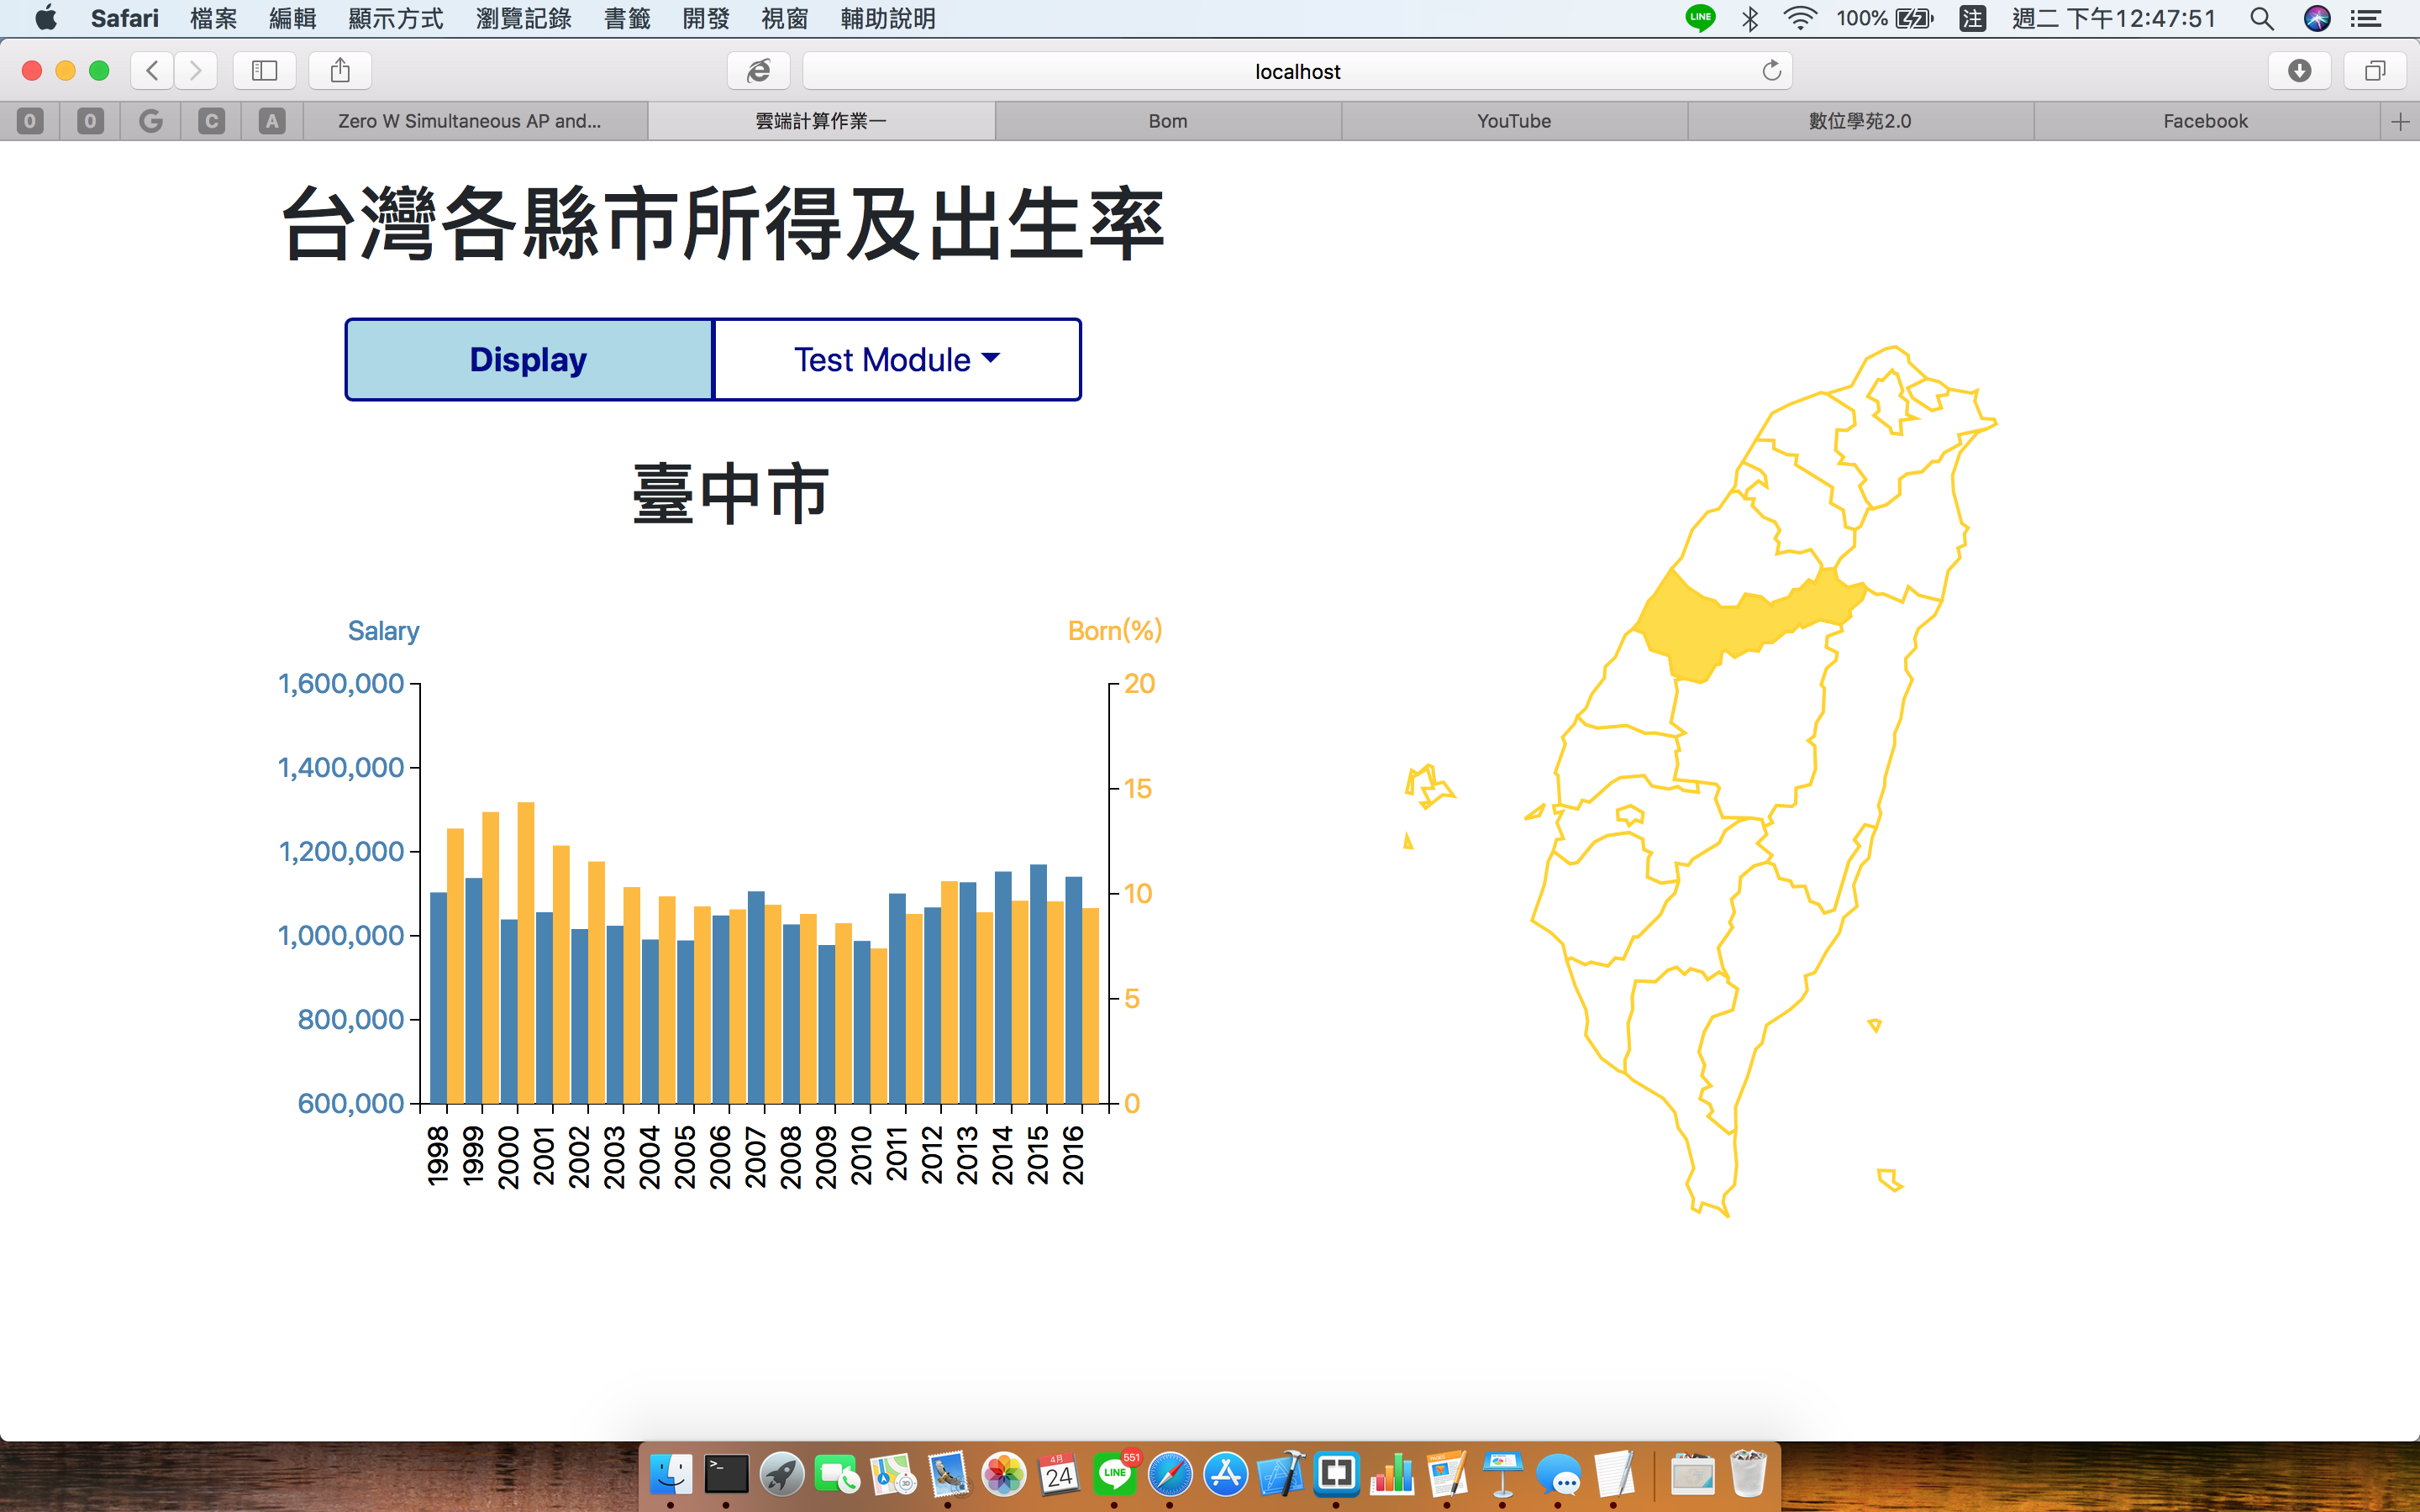 Safari 檔案 編輯 顯示方式 瀏覽記錄 書籤 開發 視窗 輔助說明 LINE 100% 注 週二 下午12:47:51
localhost
0 0 G C A Zero W Simultaneous AP and... 雲端計算作業一 Bom YouTube 數位學苑2.0 Facebook
台灣各縣市所得及出生率
Display Test Module
臺中市
Salary Born(%)
1,600,000 20
1,400,000 15
1,200,000
1,000,000 10
800,000 5
600,000 0
1998 1999 2000 2001 2002 2003 2004 2005 2006 2007 2008 2009 2010 2011 2012 2013 2014 2015 2016
4月 24 LINE 551